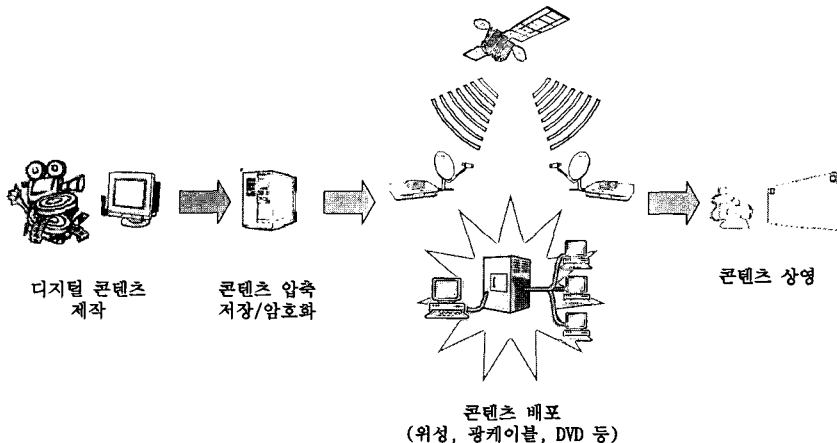 디지털 콘텐츠
제작
콘텐츠 압축
저장/암호화
콘텐츠 배포
(위성, 광케이블, DVD 등)
콘텐츠 상영